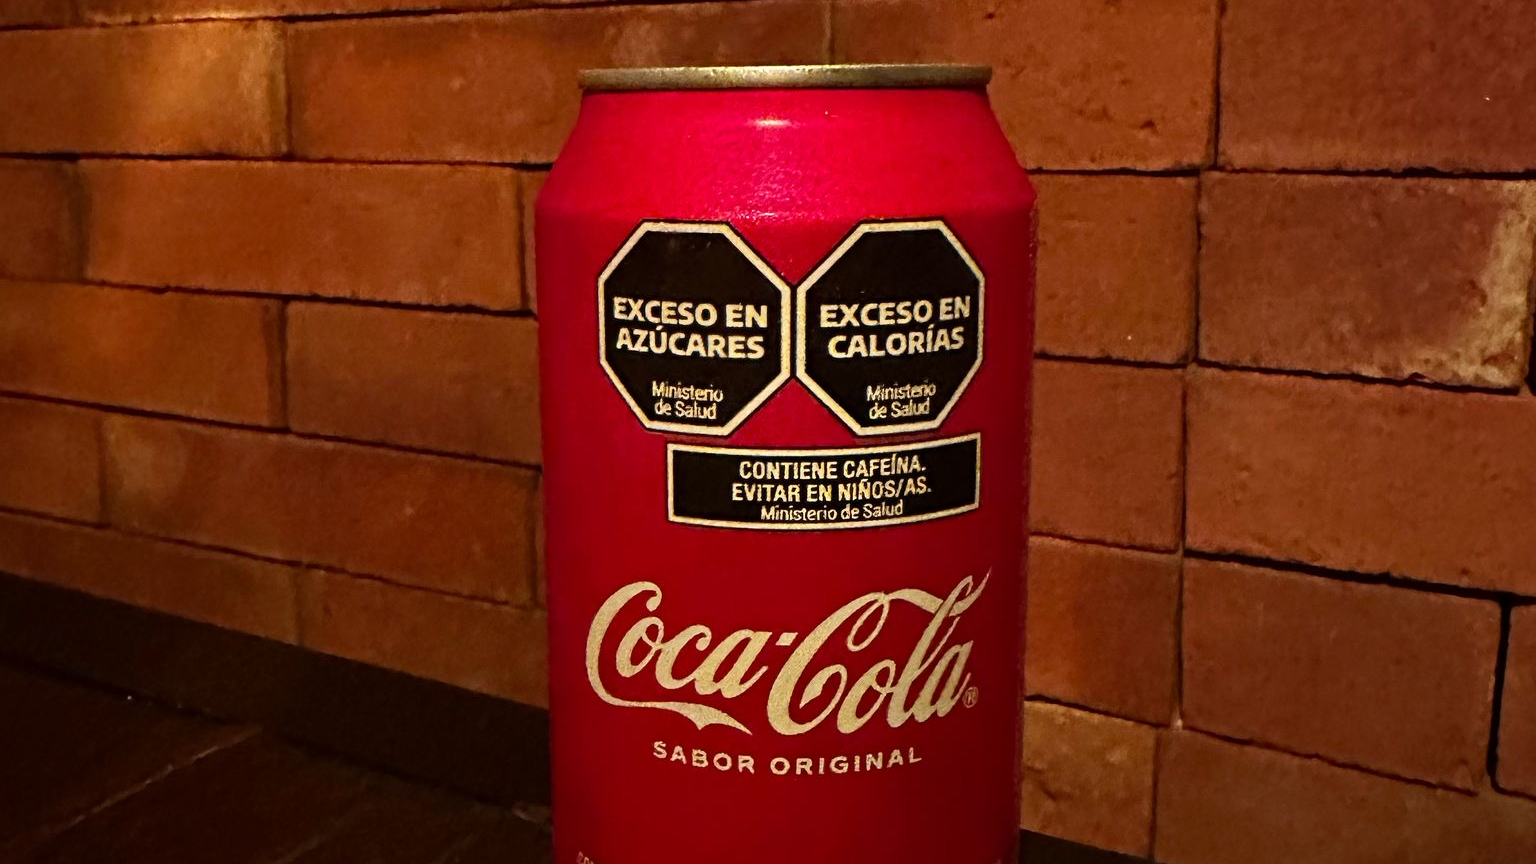 EXCESO EN
AZÚCARES
Ministerio
de Salud
EXCESO EN
CALORÍAS
Ministerio
de Salud
CONTIENE CAFEÍNA.
EVITAR EN NIÑOS/AS.
Ministerio de Salud
Coca-Cola®
SABOR ORIGINAL